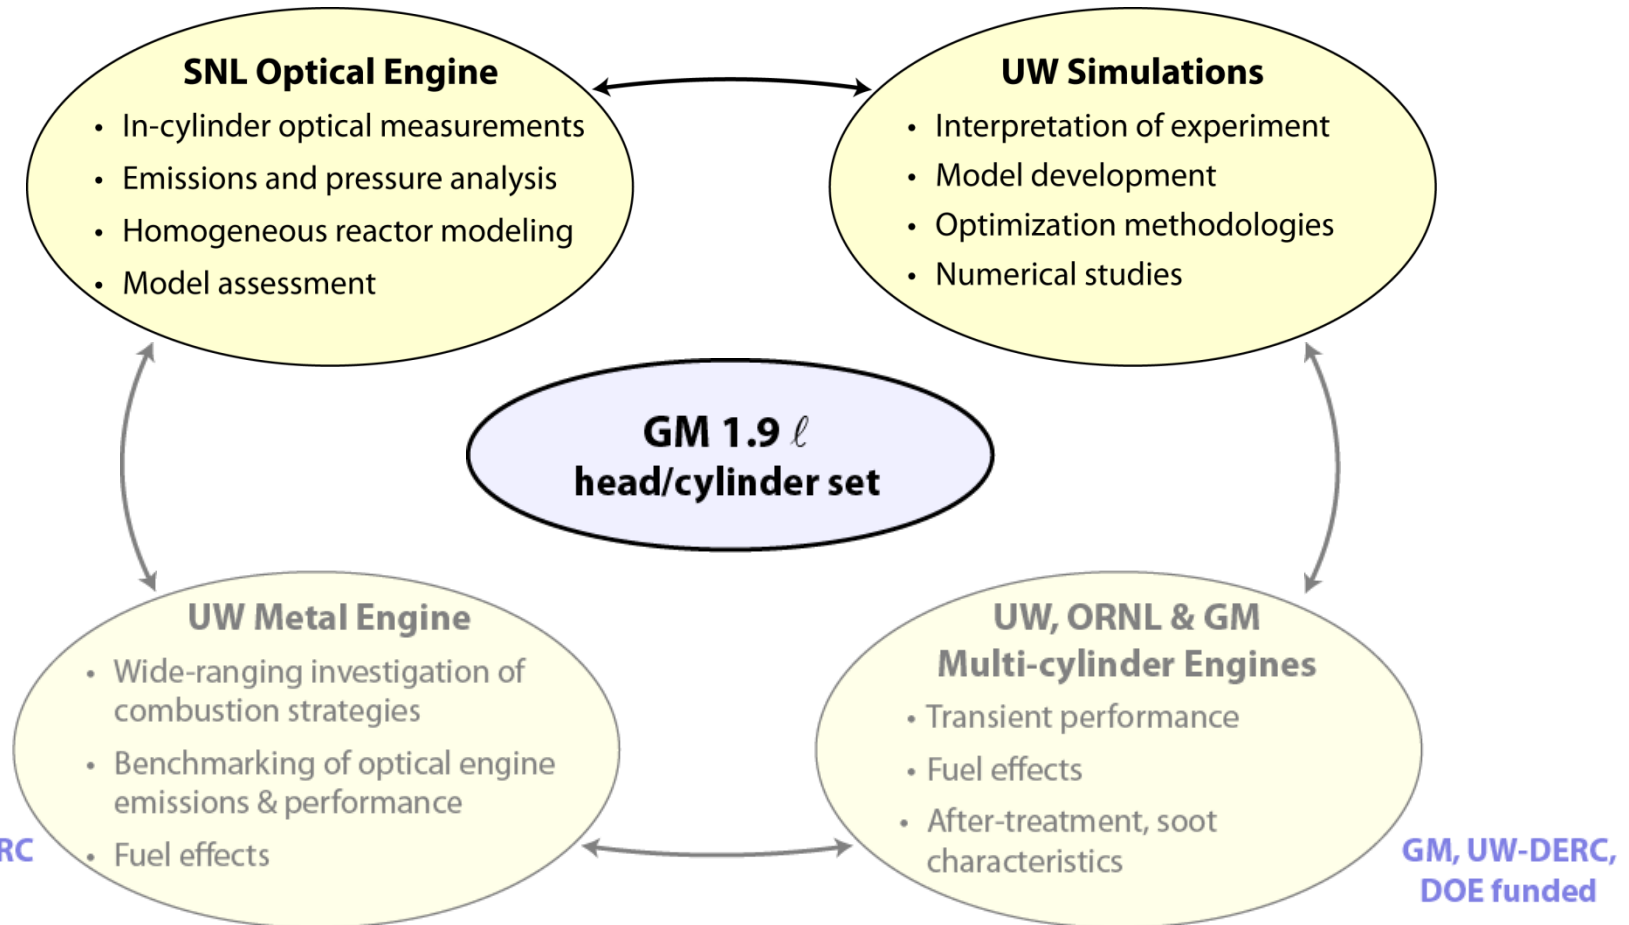 SNL Optical Engine
• In-cylinder optical measurements
• Emissions and pressure analysis
• Homogeneous reactor modeling
• Model assessment
UW Simulations
• Interpretation of experiment
• Model development
• Optimization methodologies
• Numerical studies
GM 1.9 ℓ
head/cylinder set
UW Metal Engine
• Wide-ranging investigation of
combustion strategies
• Benchmarking of optical engine
emissions & performance
• Fuel effects
UW, ORNL & GM
Multi-cylinder Engines
• Transient performance
• Fuel effects
• After-treatment, soot
characteristics
RC
GM, UW-DERC,
DOE funded